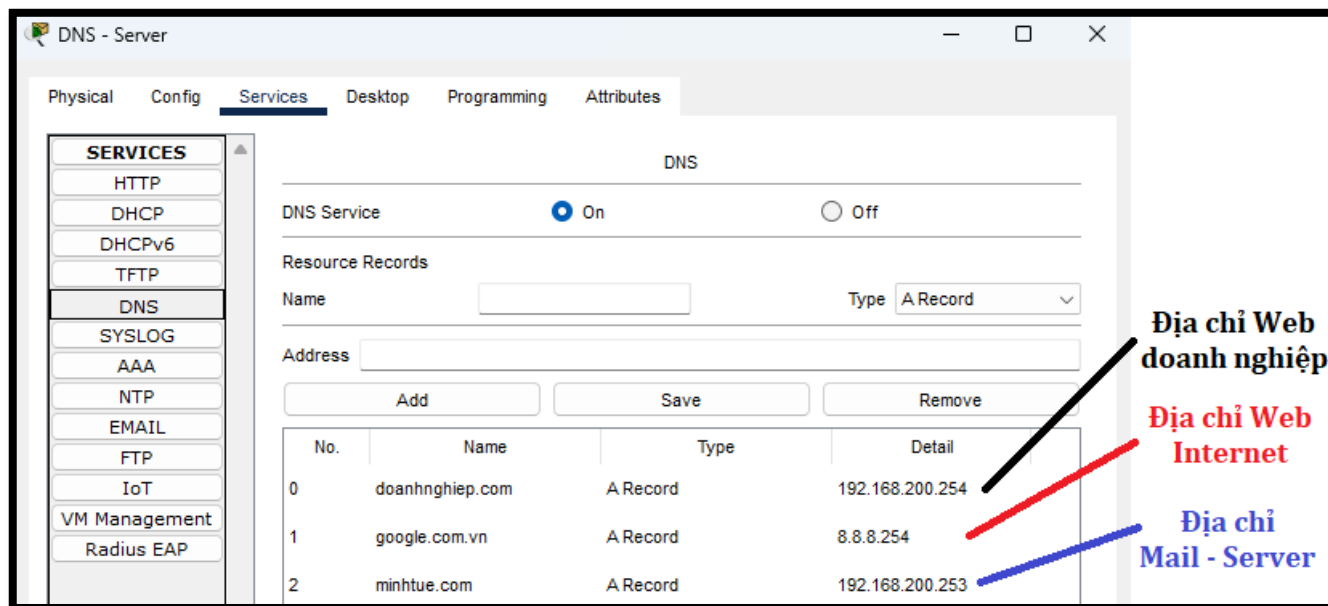 DNS - Server
Physical Config Services Desktop Programming Attributes
SERVICES
HTTP
DHCP
DHCPv6
TFTP
DNS
SYSLOG
AAA
NTP
EMAIL
FTP
IoT
VM Management
Radius EAP
DNS
DNS Service On Off
Resource Records
Name Type A Record
Address
Add Save Remove
No. Name Type Detail
0 doanhnghiep.com A Record 192.168.200.254
1 google.com.vn A Record 8.8.8.254
2 minhtue.com A Record 192.168.200.253
Địa chỉ Web
doanh nghiệp
Địa chỉ Web
Internet
Địa chỉ
Mail - Server